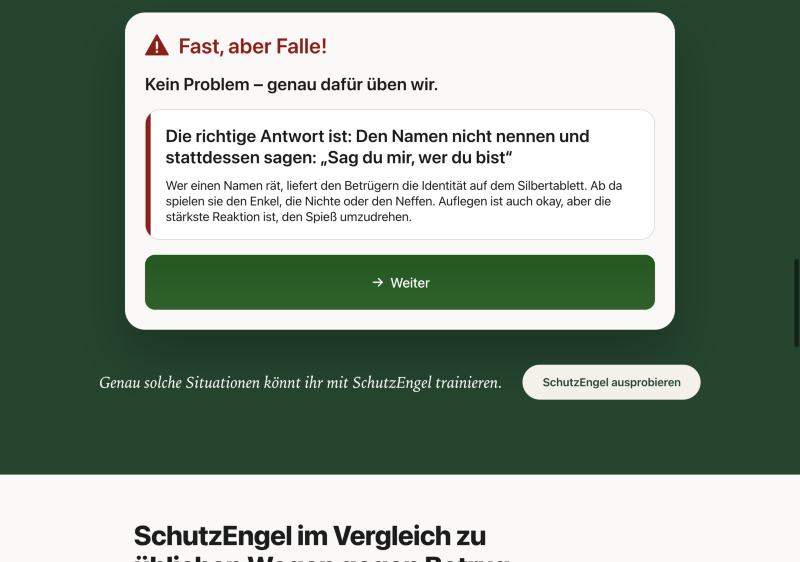 Fast, aber Falle!
Kein Problem – genau dafür üben wir.
Die richtige Antwort ist: Den Namen nicht nennen und
stattdessen sagen: „Sag du mir, wer du bist“
Wer einen Namen rät, liefert den Betrügern die Identität auf dem Silbertablett. Ab da
spielen sie den Enkel, die Nichte oder den Neffen. Auflegen ist auch okay, aber die
stärkste Reaktion ist, den Spieß umzudrehen.
→ Weiter
Genau solche Situationen könnt ihr mit SchutzEngel trainieren.
SchutzEngel ausprobieren
SchutzEngel im Vergleich zu
üblichen Wegen gegen Betrug